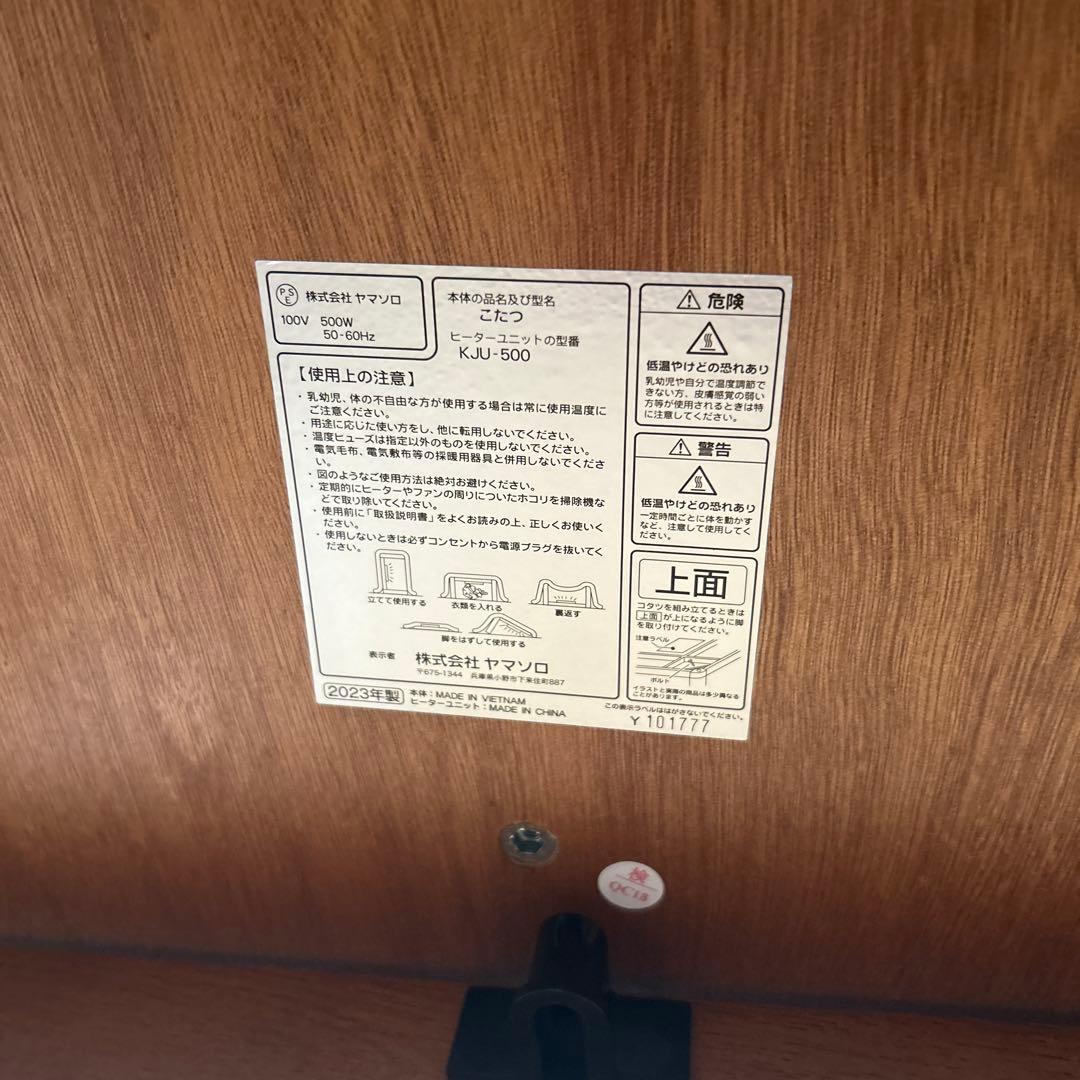 PSE 株式会社 ヤマソロ
100V 500W
50-60Hz
本体の品名及び型名
こたつ
ヒーターユニットの型番
KJU-500
【使用上の注意】
・乳幼児、体の不自由な方が使用する場合は常に使用温度に
ご注意ください。
・用途に応じた使い方をし、他に転用しないでください。
・温度ヒューズは指定以外のものを使用しないでください。
・電気毛布、電気敷布等の採暖用器具と併用しないでくださ
い。
・図のようなご使用方法は絶対お避けください。
・定期的にヒーターやファンの周りについたホコリを掃除機な
どで取り除いてください。
・使用前に「取扱説明書」をよくお読みの上、正しくお使いく
ださい。
・使用しないときは必ずコンセントから電源プラグを抜いてく
ださい。
立てて使用する
衣類を入れる
裏返す
脚をはずして使用する
表示者 株式会社 ヤマソロ
〒675-1344 兵庫県小野市下来住町887
2023年製
本体：MADE IN VIETNAM
ヒーターユニット：MADE IN CHINA
危険
低温やけどの恐れあり
乳幼児や自分で温度調節で
きない方、皮膚感覚の弱い
方等が使用されるときは特
に注意してください。
警告
低温やけどの恐れあり
一定時間ごとに体を動かす
など、注意して使用してく
ださい。
上面
コタツを組み立てるときは
上面が上になるように脚
を取り付けてください。
注意ラベル
ボルト
イラストと実際の商品は多少異なる
ことがあります。
この表示ラベルははがさないでください。
Y 101777
検
QC18